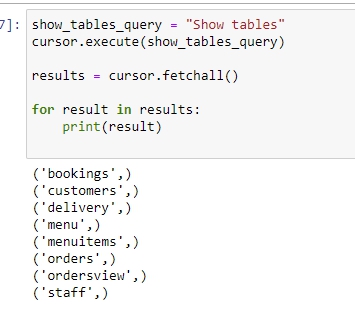 7]:
show_tables_query = "Show tables"
cursor.execute(show_tables_query)
results = cursor.fetchall()
for result in results:
    print(result)
('bookings',)
('customers',)
('delivery',)
('menu',)
('menuitems',)
('orders',)
('ordersview',)
('staff',)